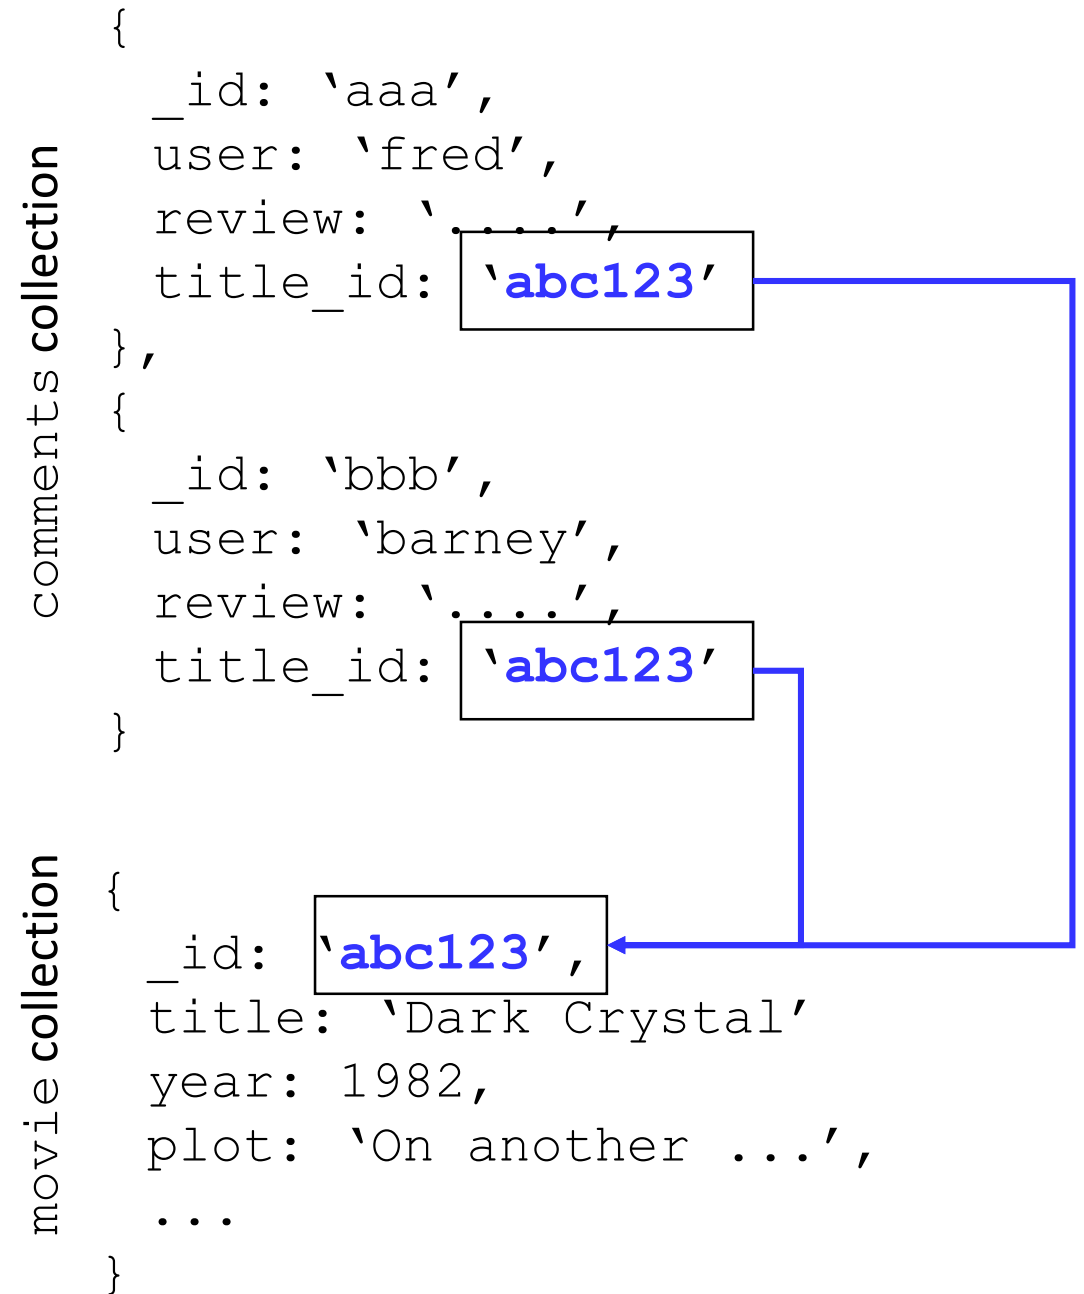 comments collection
{
_id: ‘aaa’,
user: ‘fred’,
review: ‘....’,
title_id: ‘abc123’
},
{
_id: ‘bbb’,
user: ‘barney’,
review: ‘....’,
title_id: ‘abc123’
}
movie collection
{
_id: ‘abc123’,
title: ‘Dark Crystal’
year: 1982,
plot: ‘On another ...’,
...
}